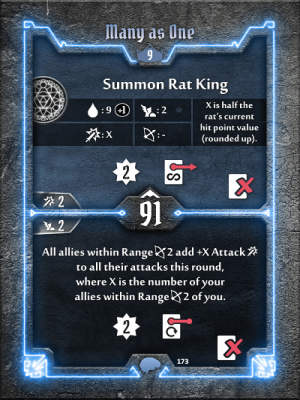 Many as One
9
Summon Rat King
: 9 +1
: 2
: X
: -
X is half the
rat's current
hit point value
(rounded up).
2
2
91
2
All allies within Range 2 add +X Attack
to all their attacks this round,
where X is the number of your
allies within Range 2 of you.
2
173